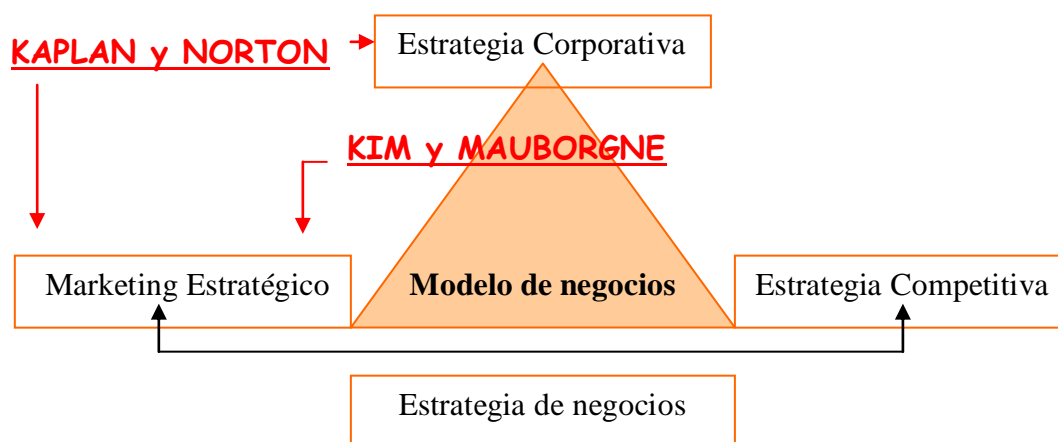 Estrategia Corporativa
KAPLAN y NORTON
KIM y MAUBORGNE
Marketing Estratégico
Modelo de negocios
Estrategia Competitiva
Estrategia de negocios